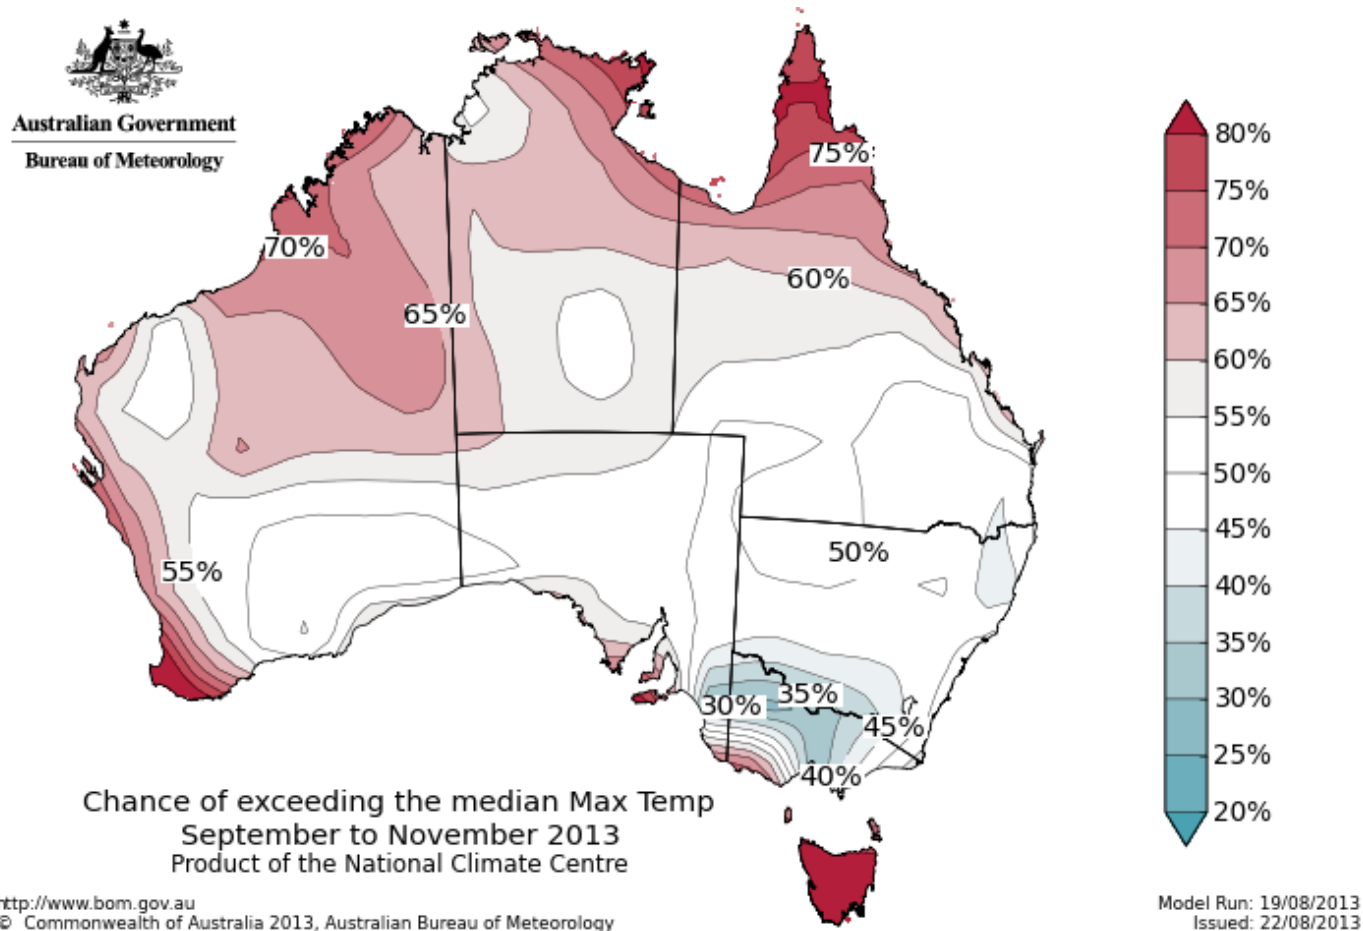 Australian Government
Bureau of Meteorology
75%
70%
60%
65%
55%
50%
35%
30%
45%
40%
80%
75%
70%
65%
60%
55%
50%
45%
40%
35%
30%
25%
20%
Chance of exceeding the median Max Temp
September to November 2013
Product of the National Climate Centre
http://www.bom.gov.au
© Commonwealth of Australia 2013, Australian Bureau of Meteorology
Model Run: 19/08/2013
Issued: 22/08/2013